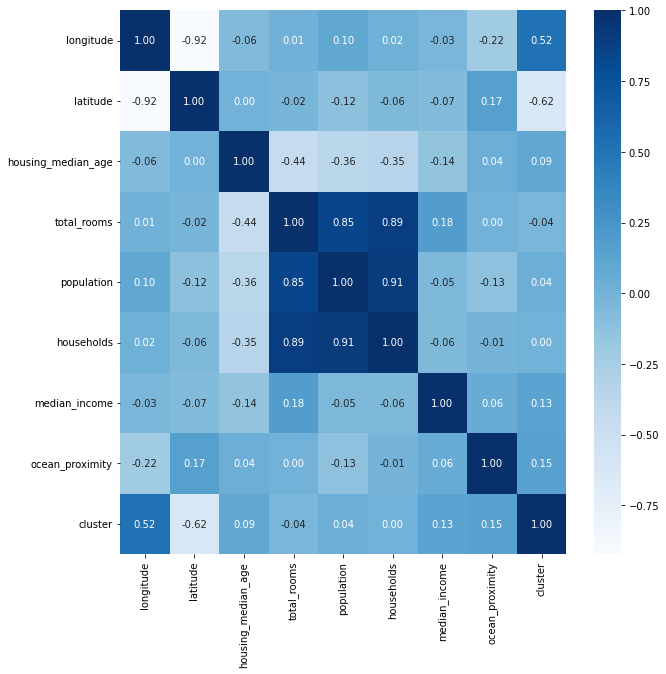 longitude 1.00 -0.92 -0.06 0.01 0.10 0.02 -0.03 -0.22 0.52
latitude -0.92 1.00 0.00 -0.02 -0.12 -0.06 -0.07 0.17 -0.62
housing_median_age -0.06 0.00 1.00 -0.44 -0.36 -0.35 -0.14 0.04 0.09
total_rooms 0.01 -0.02 -0.44 1.00 0.85 0.89 0.18 0.00 -0.04
population 0.10 -0.12 -0.36 0.85 1.00 0.91 -0.05 -0.13 0.04
households 0.02 -0.06 -0.35 0.89 0.91 1.00 -0.06 -0.01 0.00
median_income -0.03 -0.07 -0.14 0.18 -0.05 -0.06 1.00 0.06 0.13
ocean_proximity -0.22 0.17 0.04 0.00 -0.13 -0.01 0.06 1.00 0.15
cluster 0.52 -0.62 0.09 -0.04 0.04 0.00 0.13 0.15 1.00
longitude
latitude
housing_median_age
total_rooms
population
households
median_income
ocean_proximity
cluster
1.00
0.75
0.50
0.25
0.00
-0.25
-0.50
-0.75